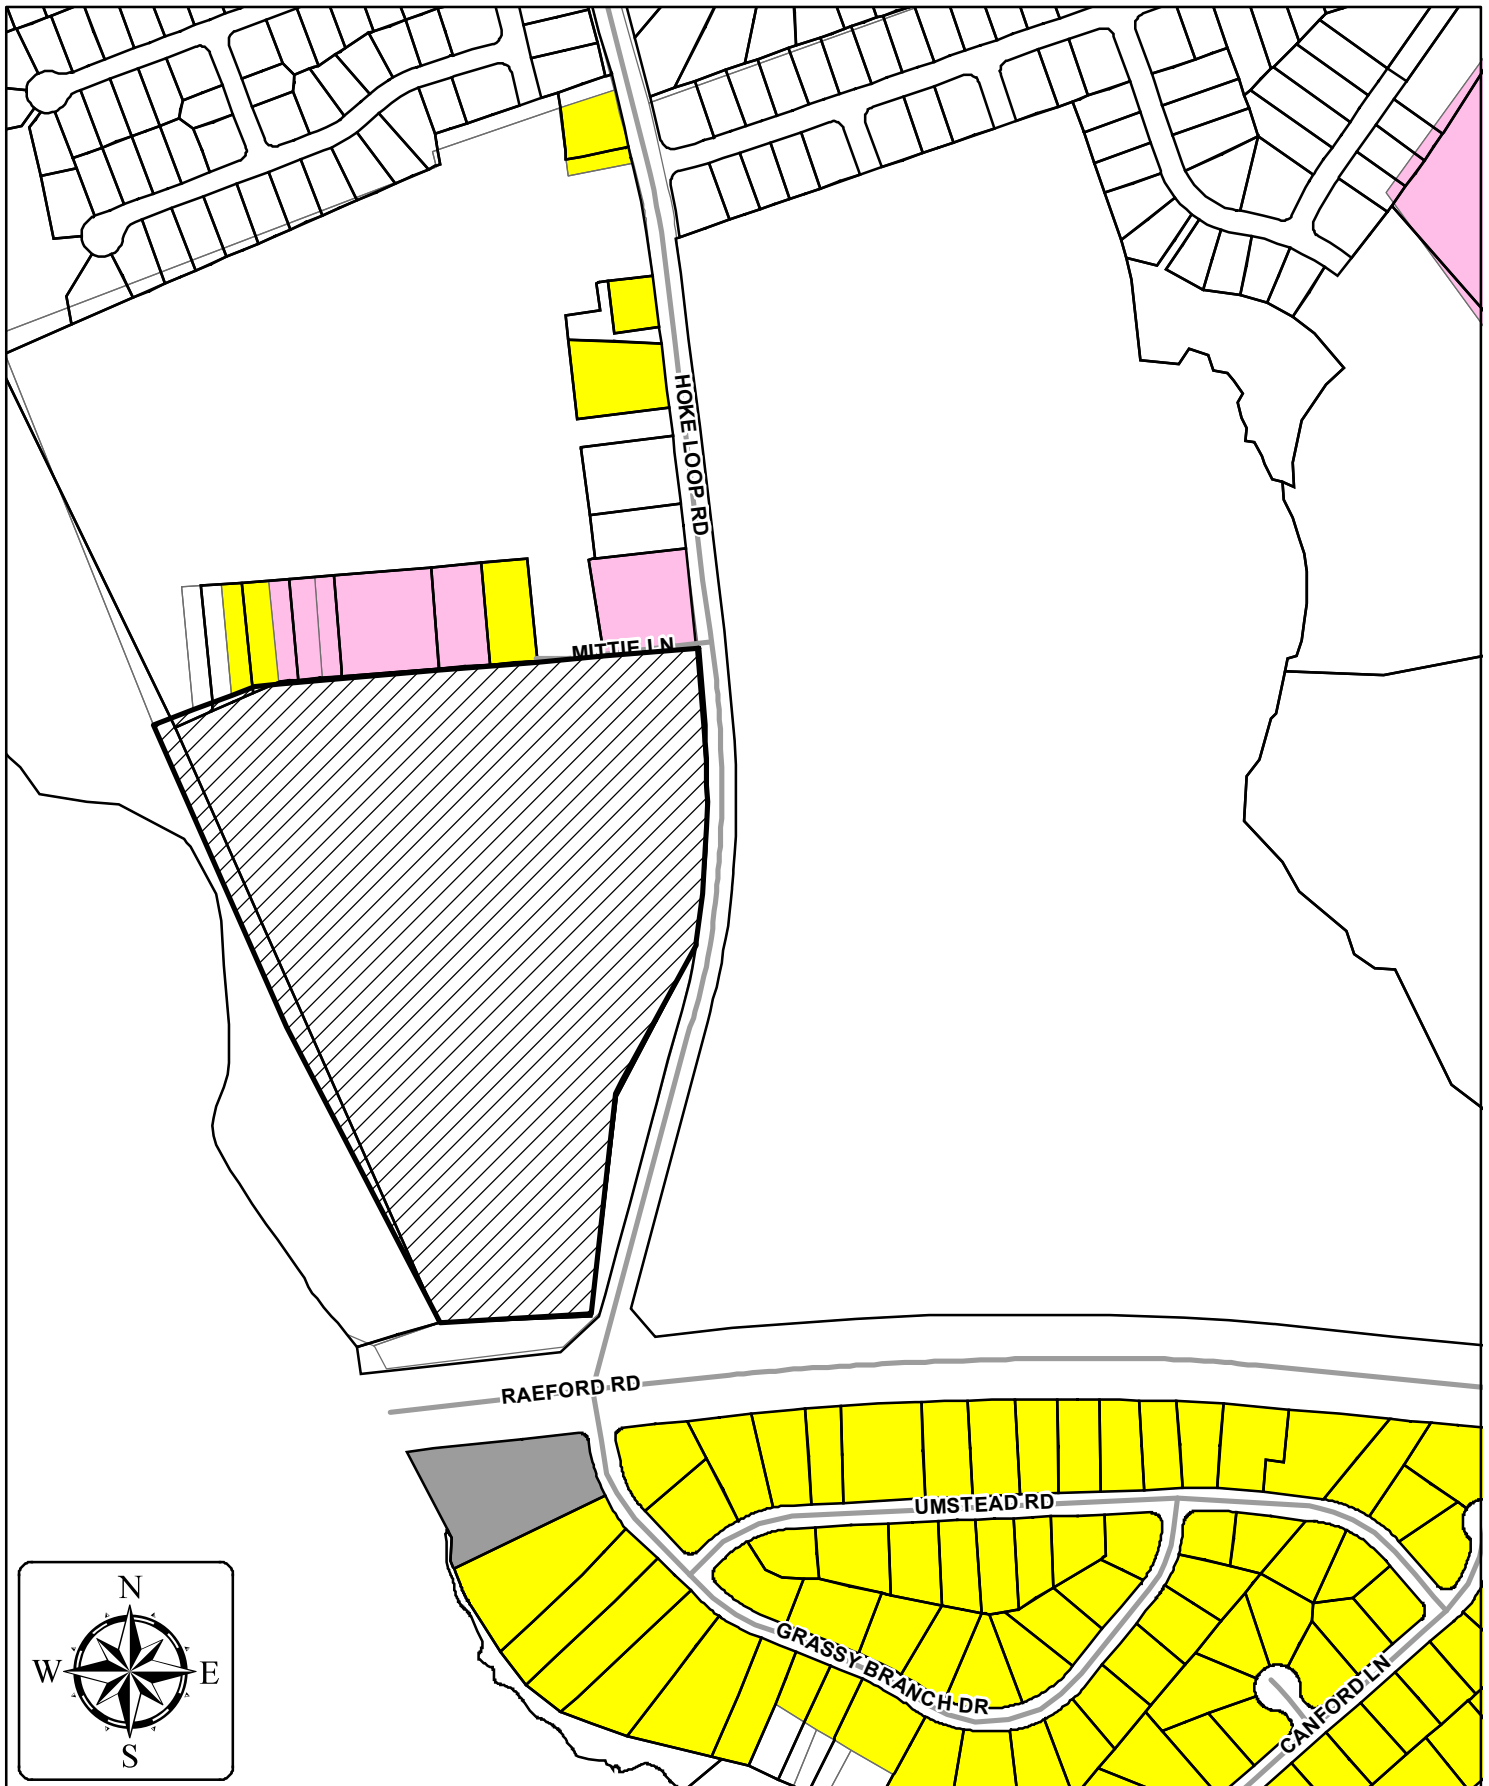 HOKE LOOP RD
MITTIE LN
RAEFORD RD
UMSTEAD RD
GRASSY BRANCH DR
CANFORD LN
N
W E
S